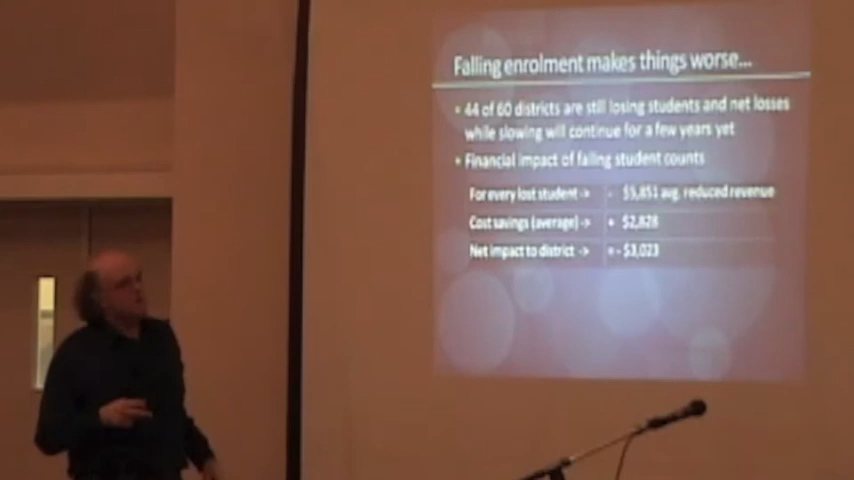 Falling enrolment makes things worse...
• 44 of 60 districts are still losing students and net losses
while slowing will continue for a few years yet
• Financial impact of falling student counts
For every lost student -> - $5,851 avg. reduced revenue
Cost savings (average) -> + $2,828
Net impact to district -> = - $3,023